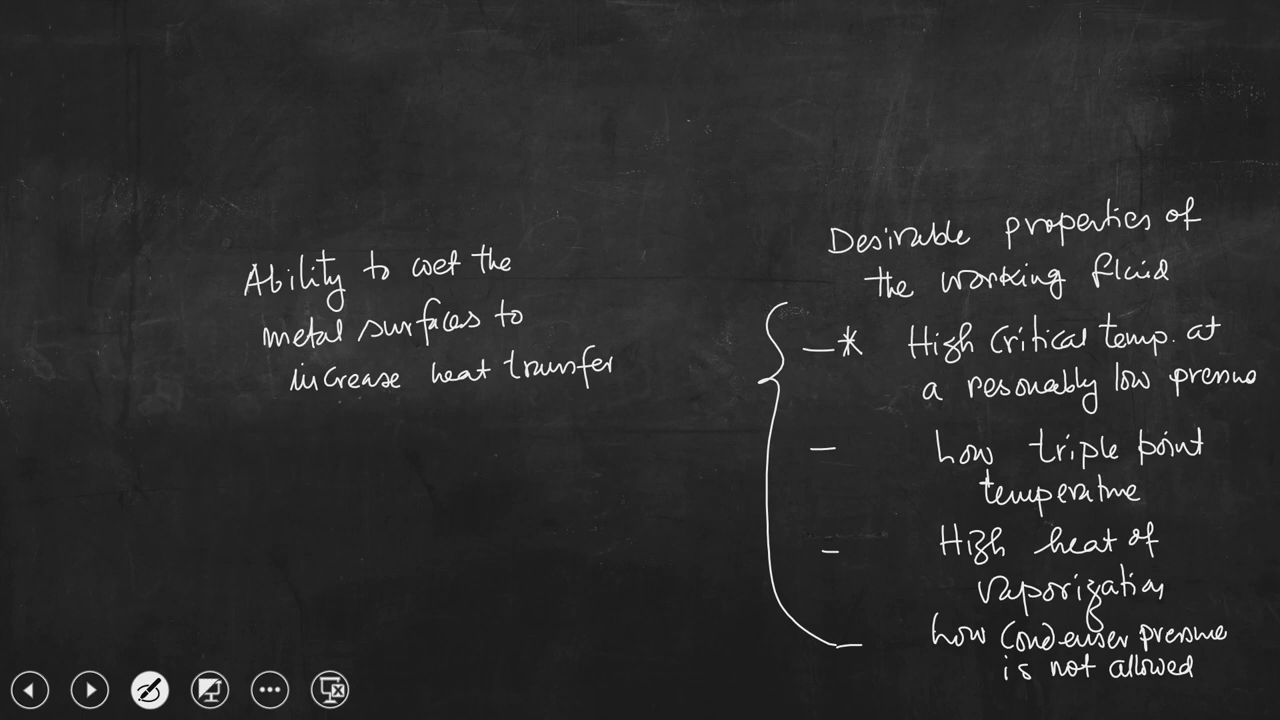 Ability to wet the
metal surfaces to
increase heat transfer
Desirable properties of
the working fluid
—* High Critical temp. at
a resonably low pressure
— Low triple point
temperature
- High heat of
vaporization
— Low Condenser pressure
is not allowed